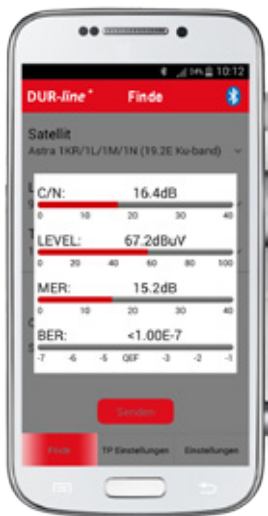 10:12
DUR-line+ Finde
Satellit
Astra 1KR/1L/1M/1N (19.2E Ku-band)
C/N: 16.4dB
0 10 20 30 40
LEVEL: 67.2dBuV
0 20 40 60 80 100
MER: 15.2dB
0 10 20 30 40
BER: <1.00E-7
-7 -6 -5 QEF -3 -2 -1
Senden
Finde TP Einstellungen Einstellungen